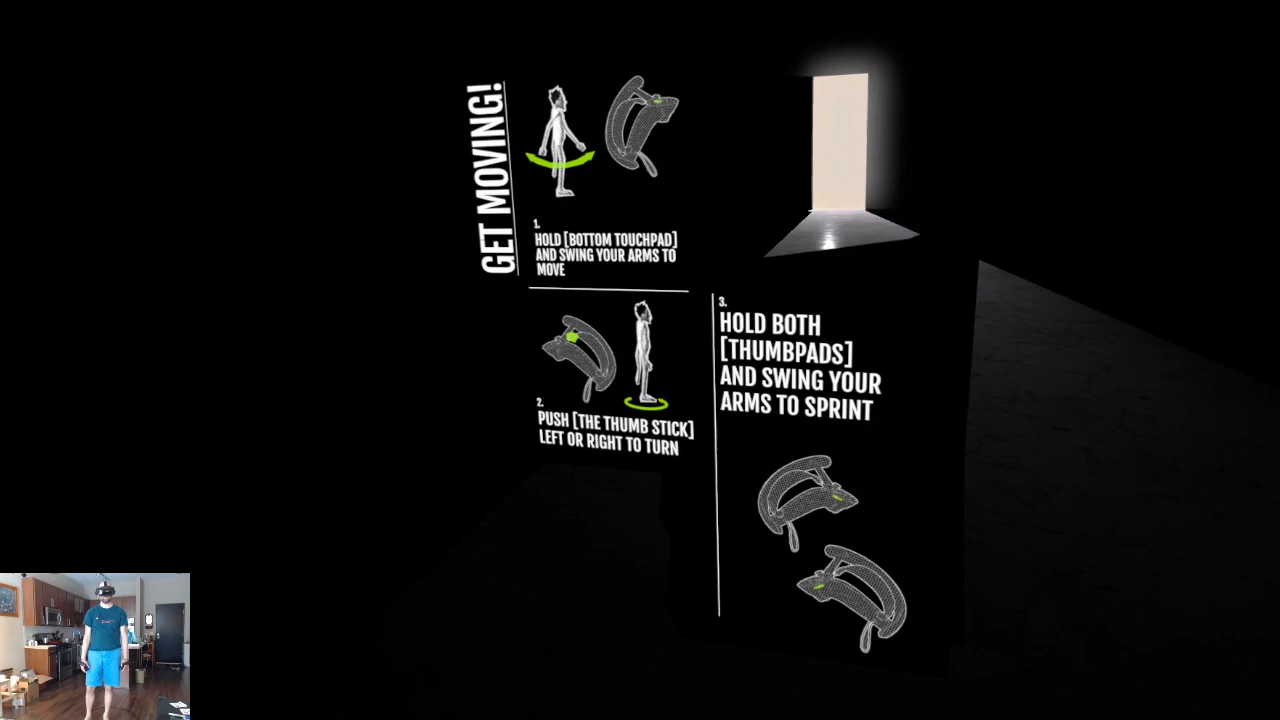 GET MOVING!
1.
HOLD [BOTTOM TOUCHPAD]
AND SWING YOUR ARMS TO
MOVE
2.
PUSH [THE THUMB STICK]
LEFT OR RIGHT TO TURN
3.
HOLD BOTH
[THUMBPADS]
AND SWING YOUR
ARMS TO SPRINT